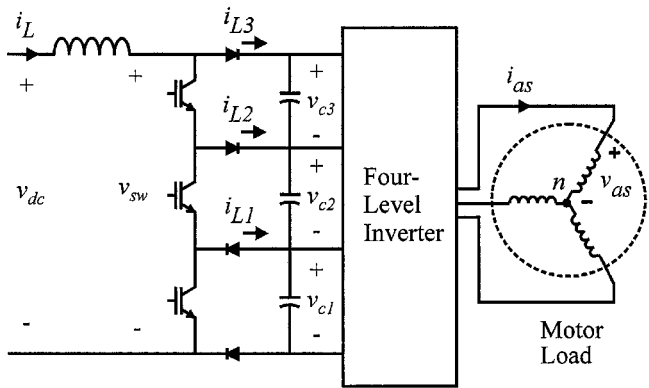 i_L
i_L3
+
+
+
v_c3
i_as
i_L2
-
+
+
v_dc
v_sw
v_c2
Four-
Level
Inverter
n
v_as
-
i_L1
-
+
v_c1
-
-
-
Motor
Load